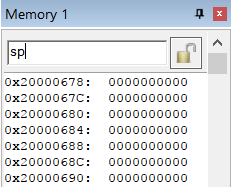 Memory 1
sp
0x20000678: 0000000000
0x2000067C: 0000000000
0x20000680: 0000000000
0x20000684: 0000000000
0x20000688: 0000000000
0x2000068C: 0000000000
0x20000690: 0000000000